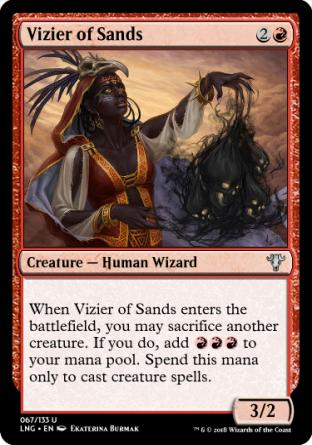 Vizier of Sands 2
Creature — Human Wizard
When Vizier of Sands enters the
battlefield, you may sacrifice another
creature. If you do, add to
your mana pool. Spend this mana
only to cast creature spells.
3/2
067/133 U
LNG • EN Ekaterina Burmak
™ & © 2018 Wizards of the Coast